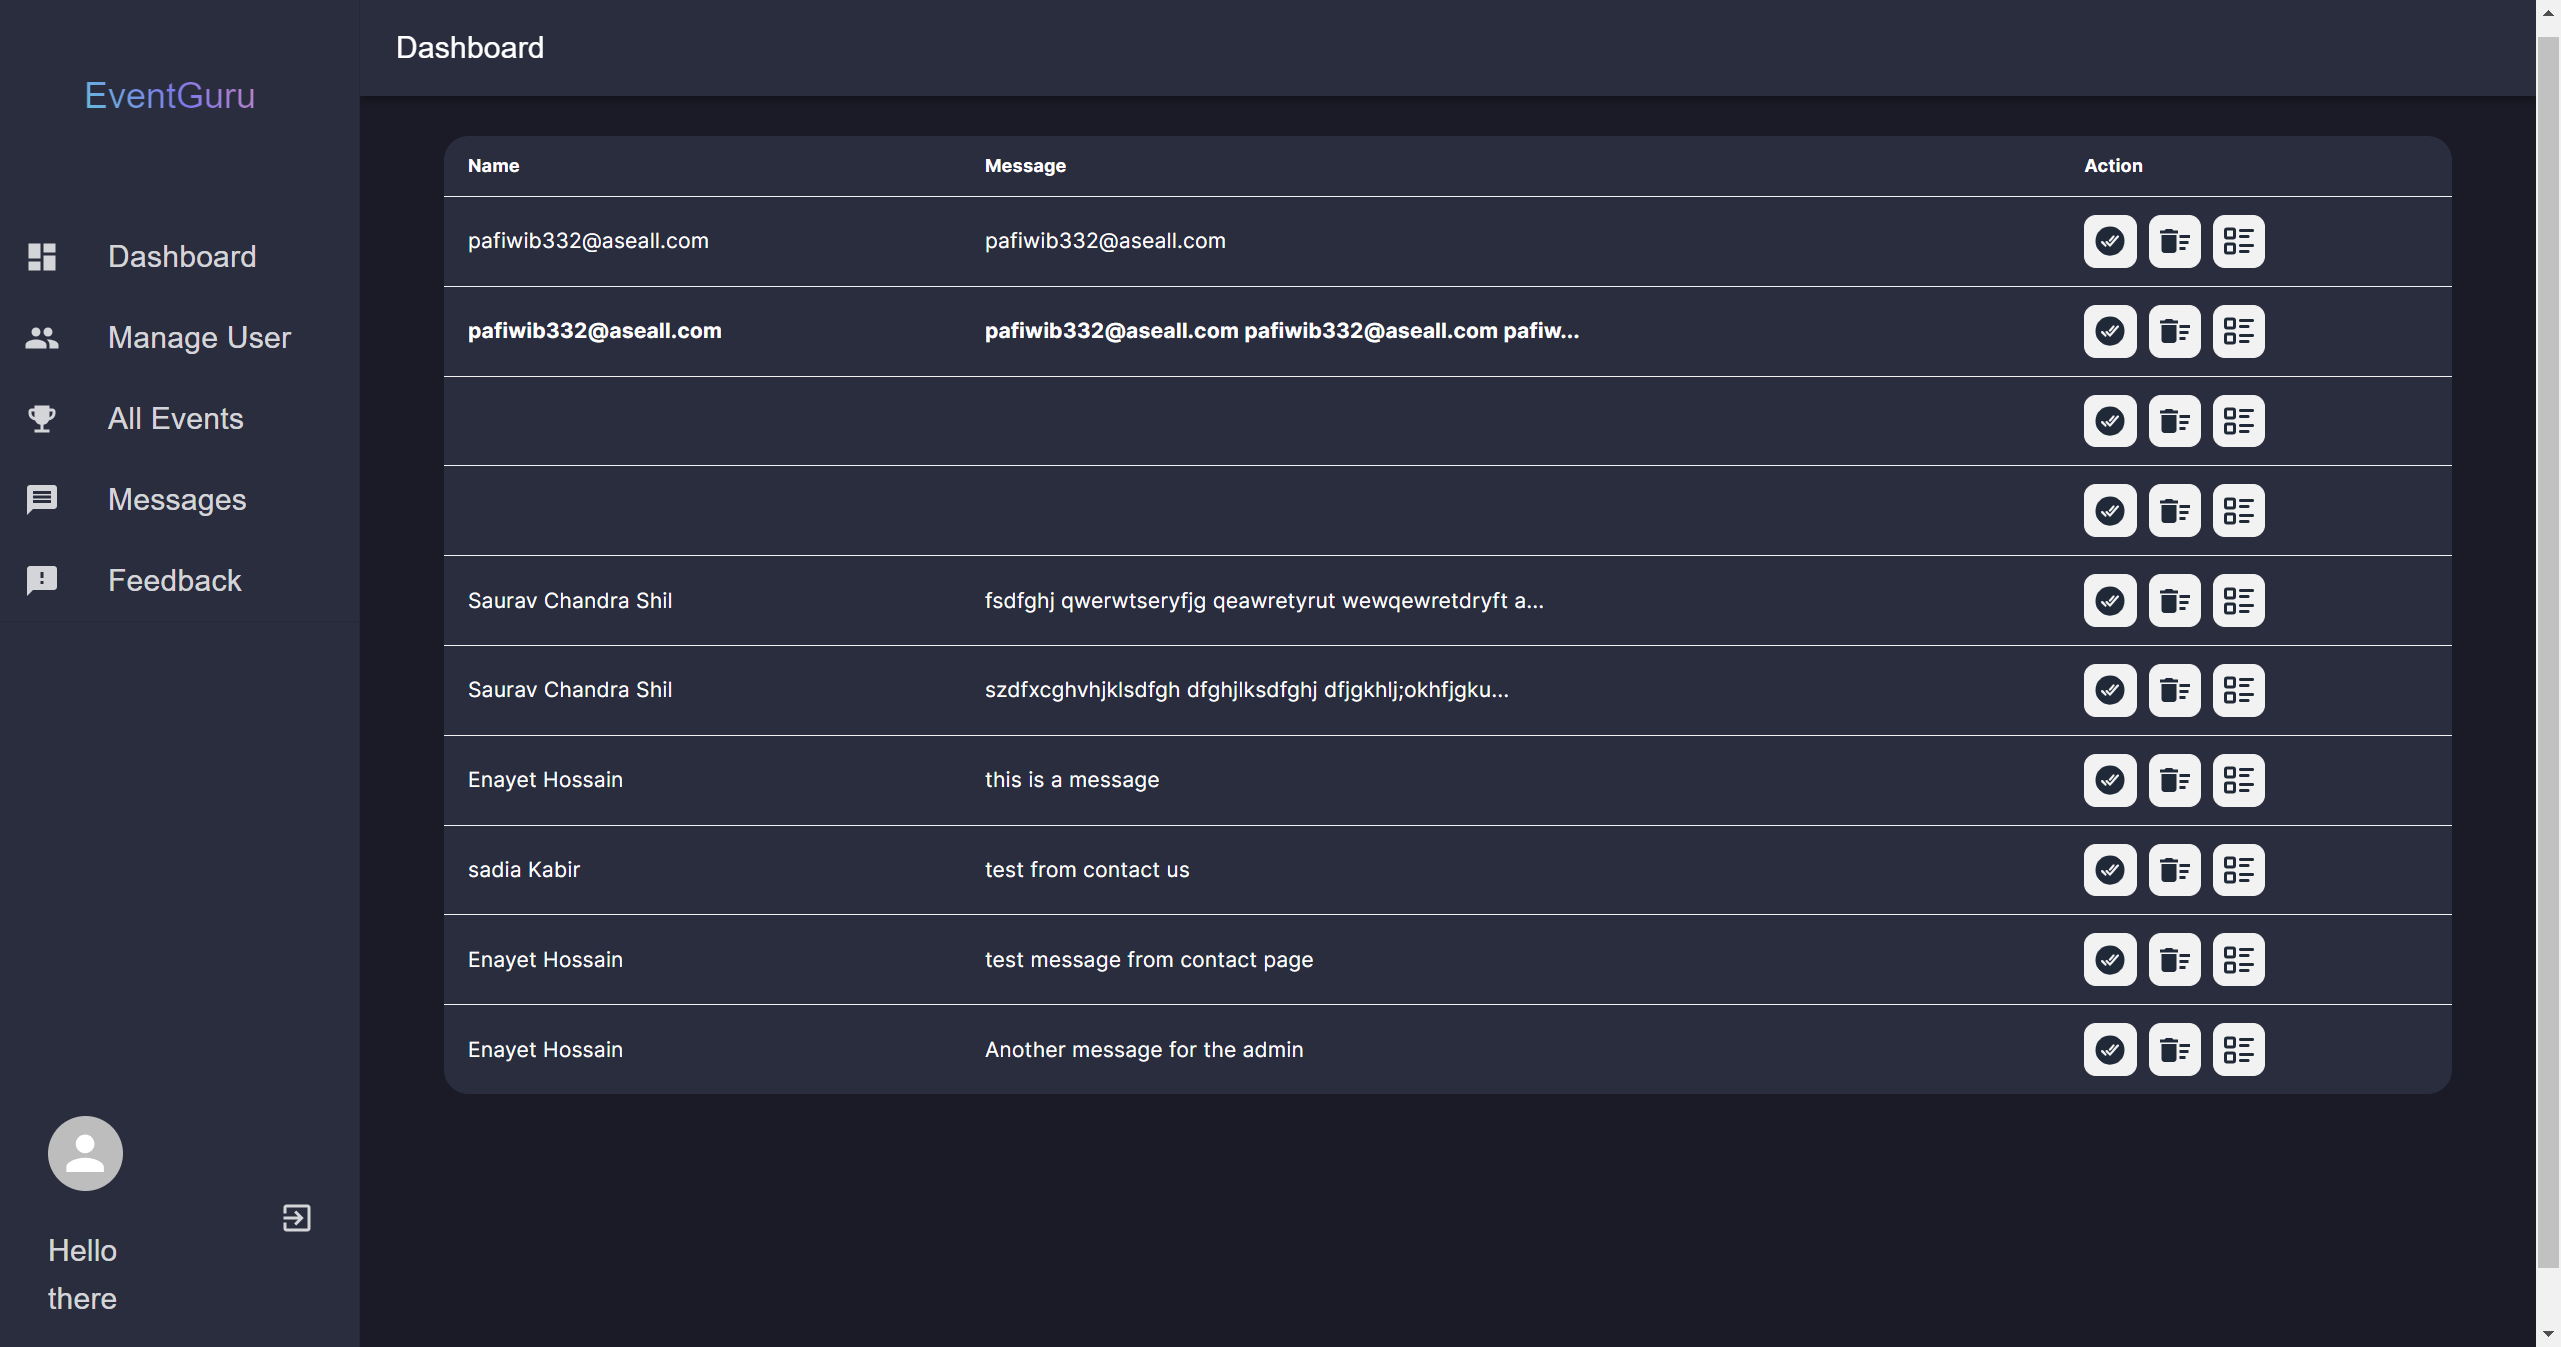 EventGuru
Dashboard
Manage User
All Events
Messages
Feedback
Hello
there
Dashboard
Name Message Action
pafiwib332@aseall.com pafiwib332@aseall.com
pafiwib332@aseall.com pafiwib332@aseall.com pafiwib332@aseall.com pafiw...
Saurav Chandra Shil fsdfghj qwerwtseryfjg qeawretyrut wewqewretdryft a...
Saurav Chandra Shil szdfxcghvhjklsdfgh dfghjlksdfghj dfjgkhlj;okhfjgku...
Enayet Hossain this is a message
sadia Kabir test from contact us
Enayet Hossain test message from contact page
Enayet Hossain Another message for the admin